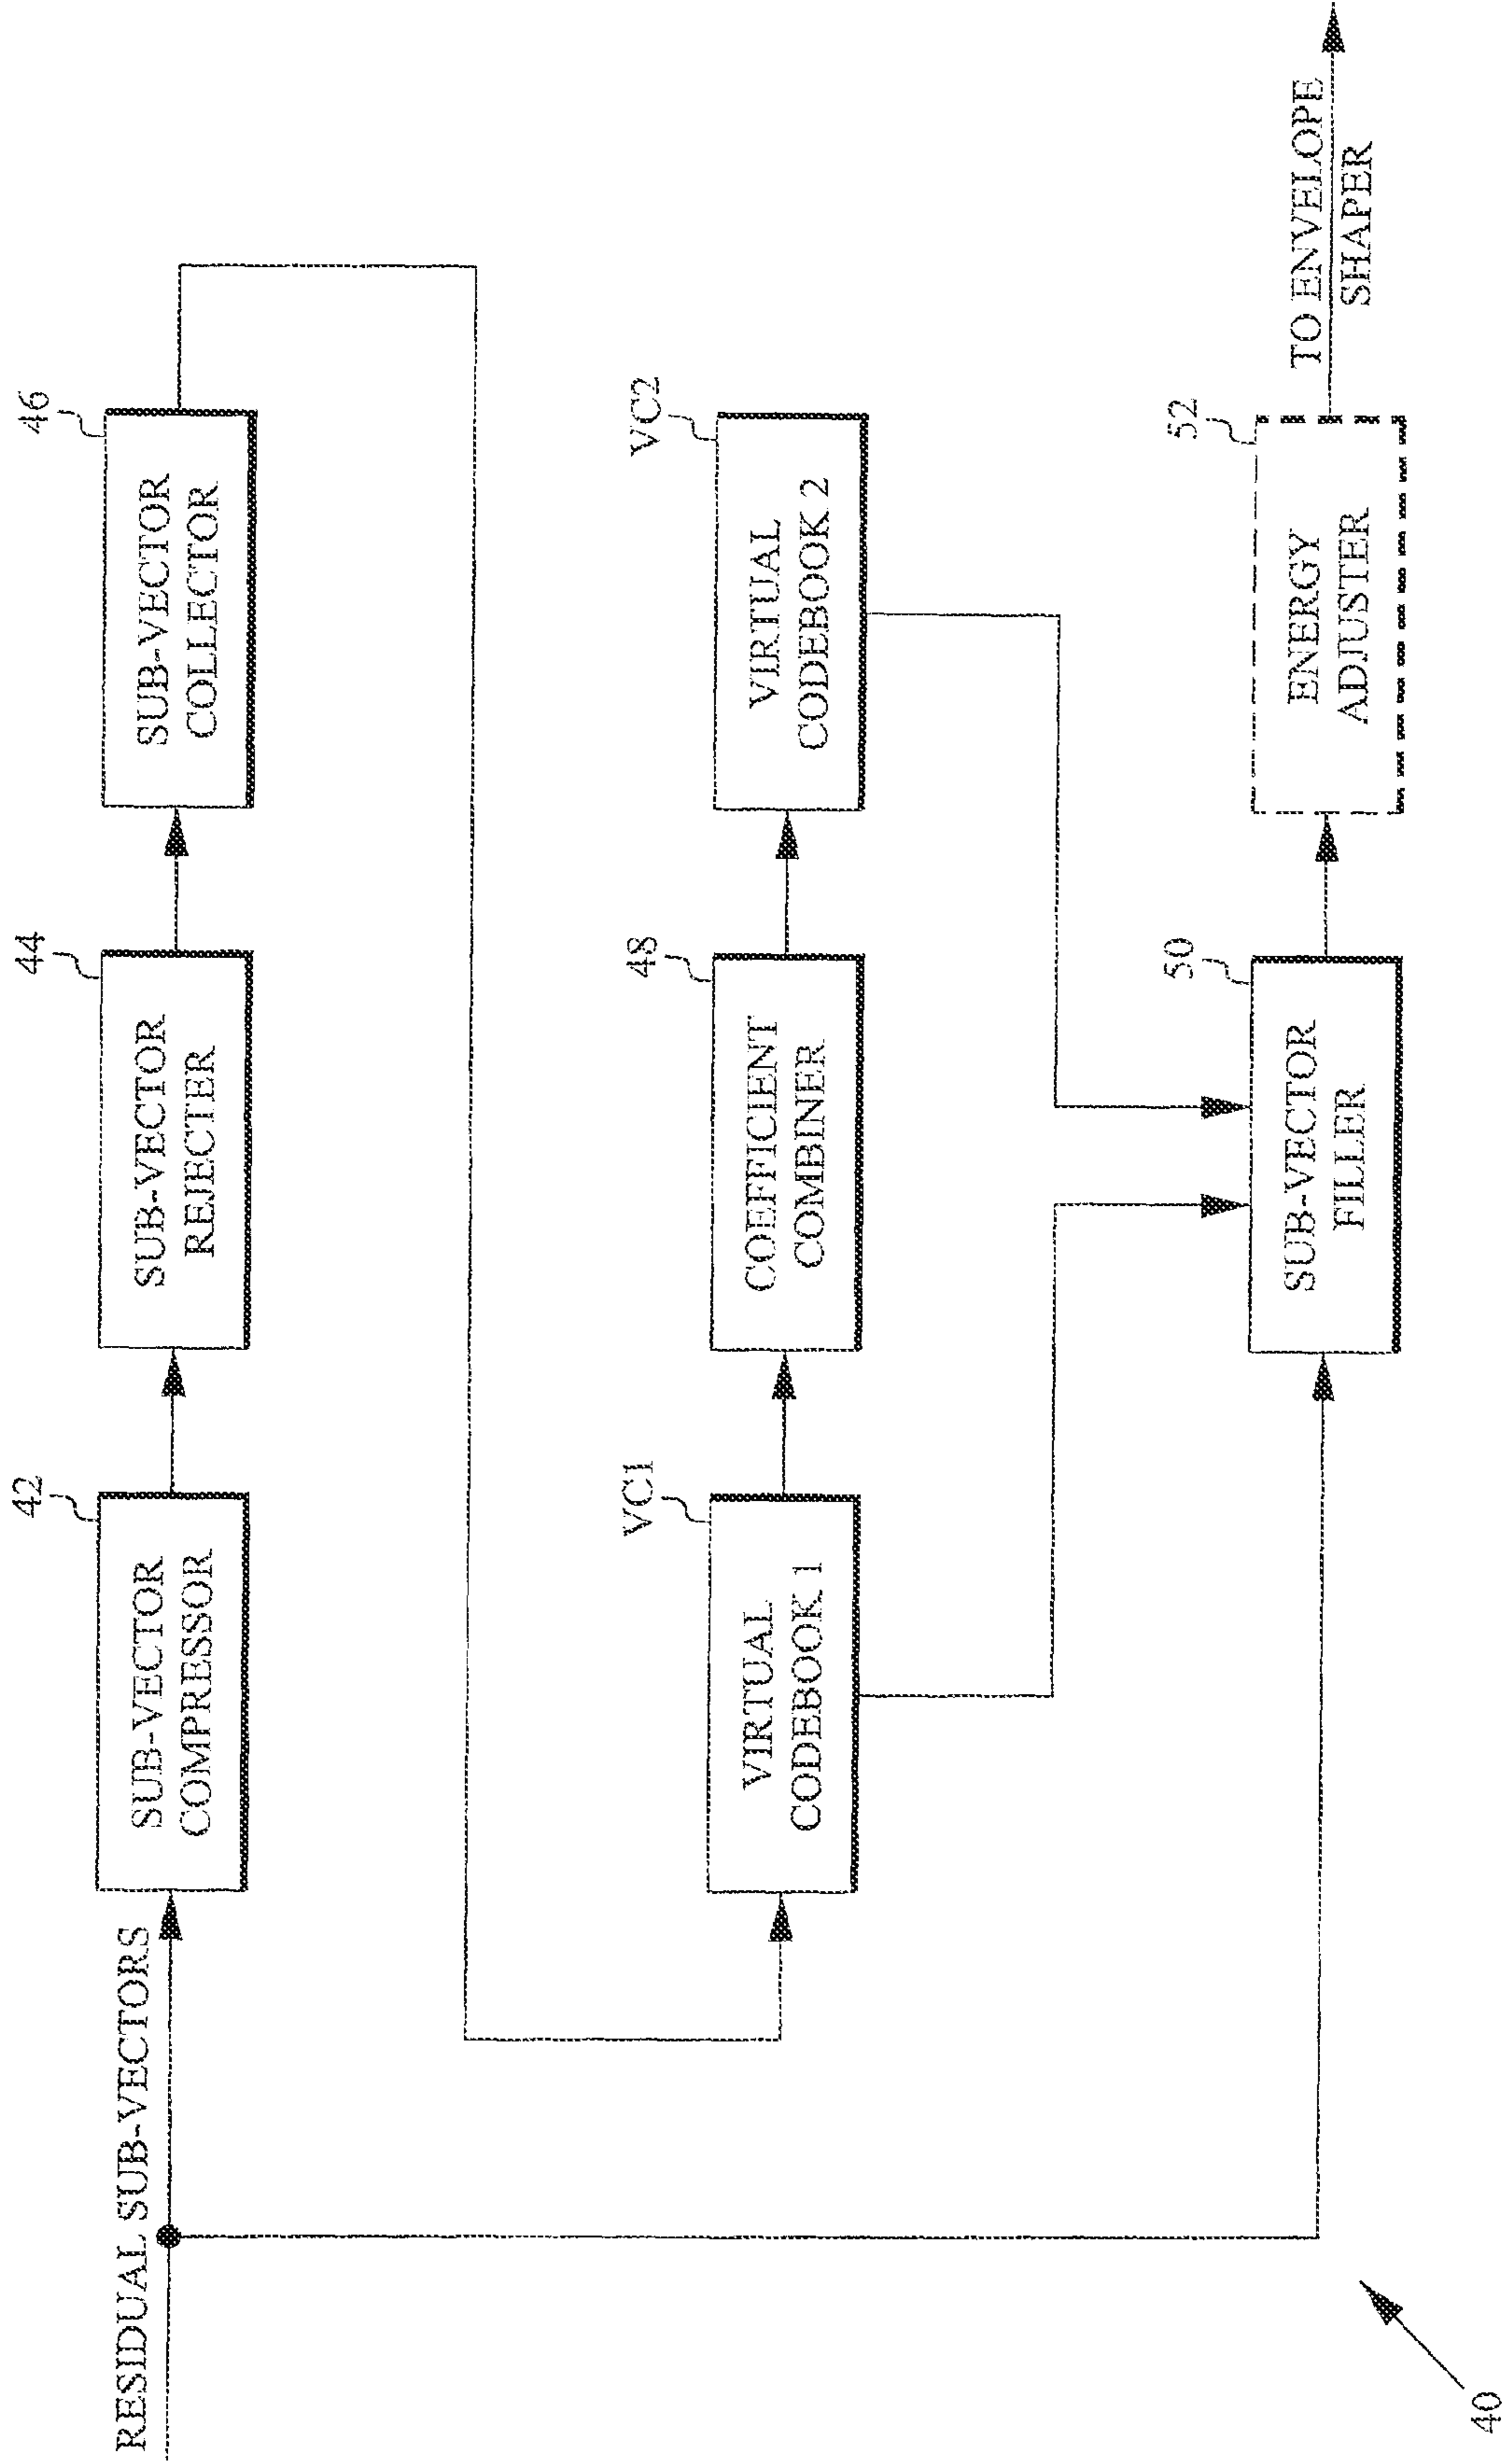 RESIDUAL SUB-VECTORS
42
SUB-VECTOR
COMPRESSOR
44
SUB-VECTOR
REJECTER
46
SUB-VECTOR
COLLECTOR
VC1
VIRTUAL
CODEBOOK 1
48
COEFFICIENT
COMBINER
VC2
VIRTUAL
CODEBOOK 2
50
SUB-VECTOR
FILLER
52
ENERGY
ADJUSTER
TO ENVELOPE
SHAPER
40